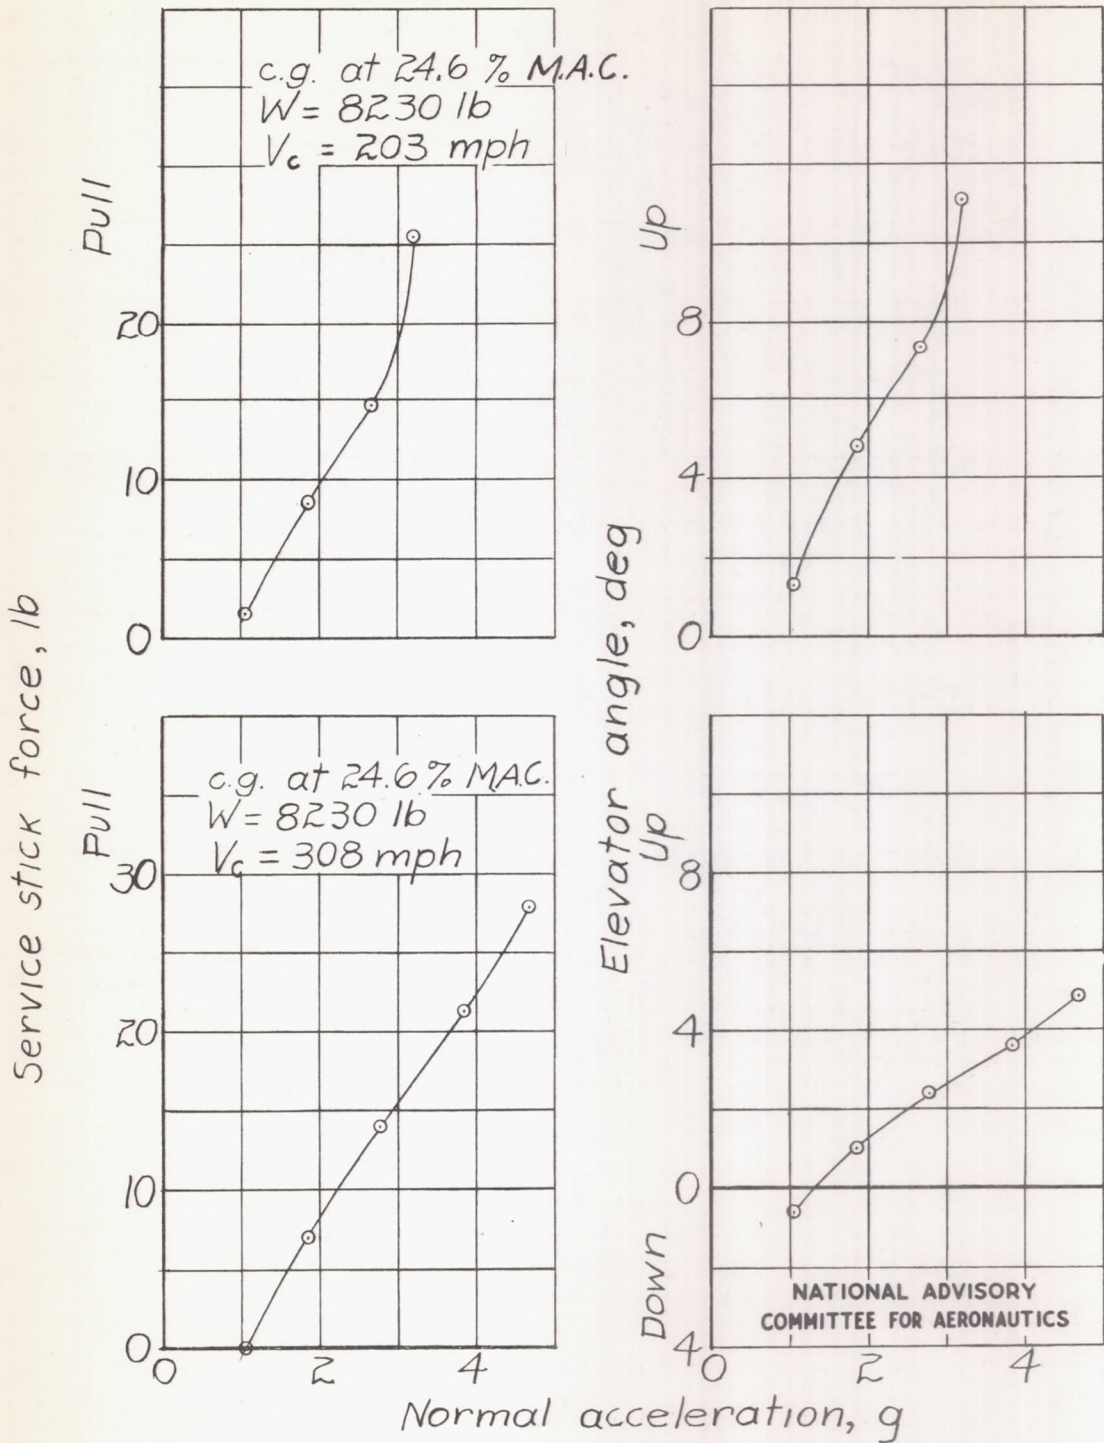 c.g. at 24.6 % M.A.C.
W = 8230 lb
Vc = 203 mph
Pull
20
10
0
Up
8
4
0
Service stick force, lb
Elevator angle, deg
c.g. at 24.6 % M.A.C.
W = 8230 lb
Vc = 308 mph
Pull
30
20
10
0
0
2
4
Up
8
4
0
Down
4
NATIONAL ADVISORY
COMMITTEE FOR AERONAUTICS
0
2
4
Normal acceleration, g